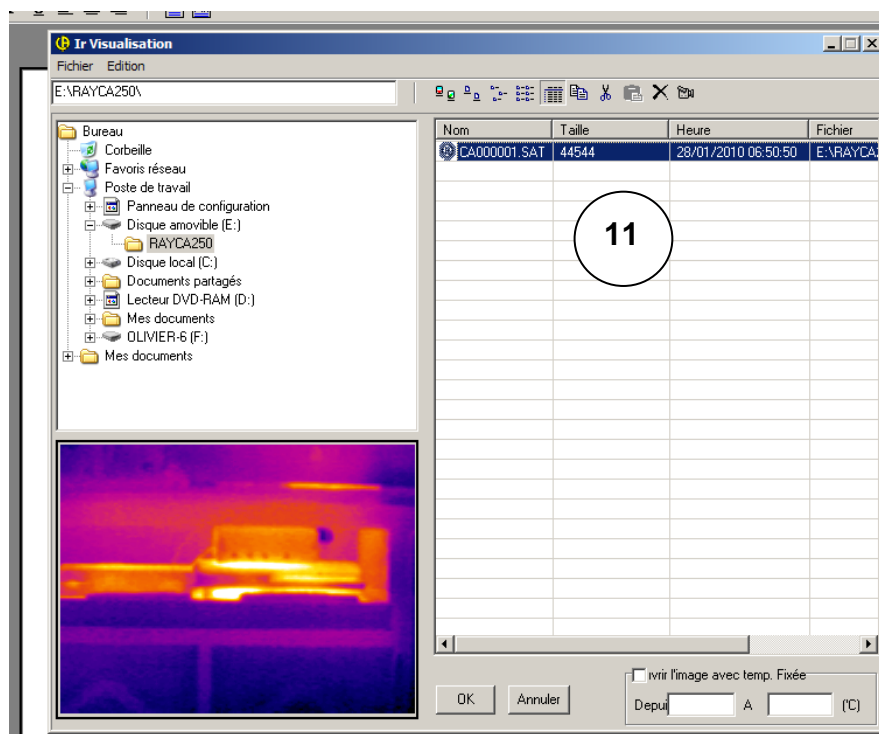 Ir Visualisation
Fichier Edition
E:\RAYCA250\
Bureau
Corbeille
Favoris réseau
Poste de travail
Panneau de configuration
Disque amovible (E:)
RAYCA250
Disque local (C:)
Documents partagés
Lecteur DVD-RAM (D:)
Mes documents
OLIVIER-6 (F:)
Mes documents
Nom Taille Heure Fichier
CA000001.SAT 44544 28/01/2010 06:50:50 E:\RAYCA
11
OK Annuler
ıvrir l'image avec temp. Fixée
Depui A (°C)